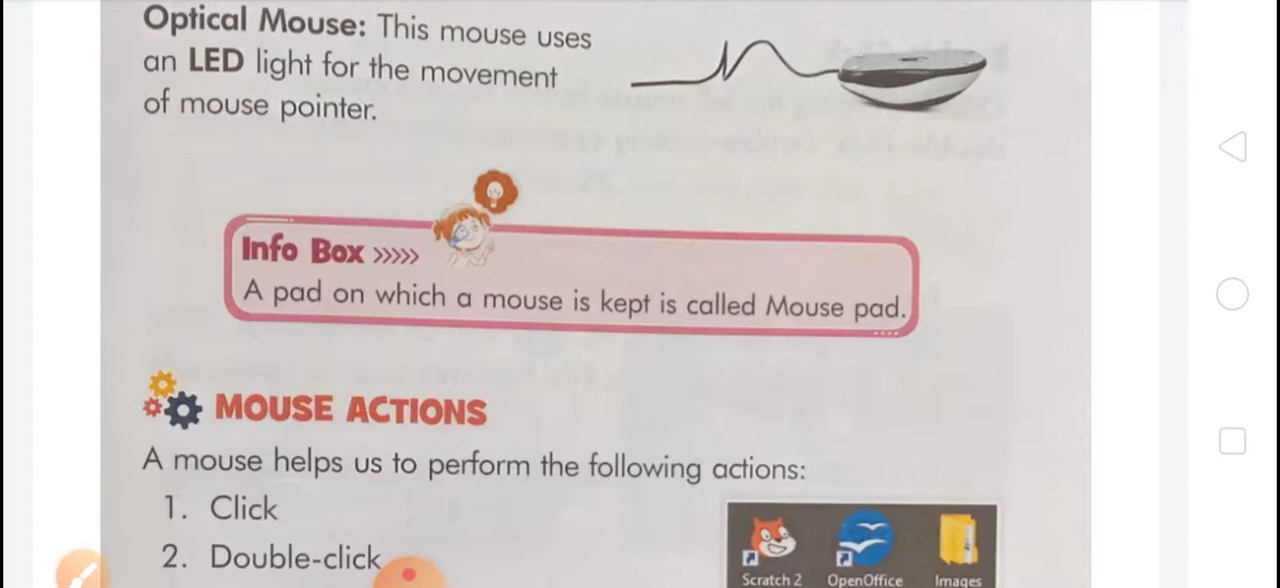 Optical Mouse: This mouse uses
an LED light for the movement
of mouse pointer.
Info Box >>>>>
A pad on which a mouse is kept is called Mouse pad.
MOUSE ACTIONS
A mouse helps us to perform the following actions:
1. Click
2. Double-click
Scratch 2 OpenOffice Images